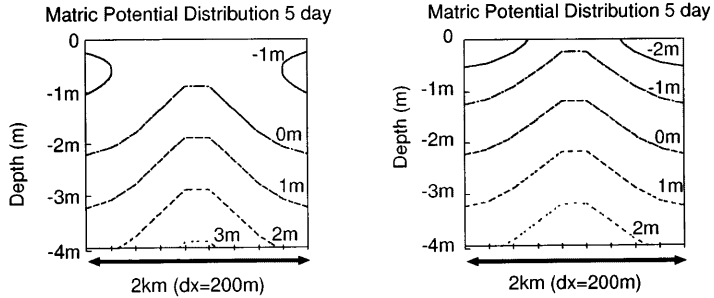 Matric Potential Distribution 5 day
0
-1m
-2m
-3m
-4m
Depth (m)
-1m
0m
1m
2m
3m
2km (dx=200m)
Matric Potential Distribution 5 day
0
-1m
-2m
-3m
-4m
Depth (m)
-2m
-1m
0m
1m
2m
2km (dx=200m)